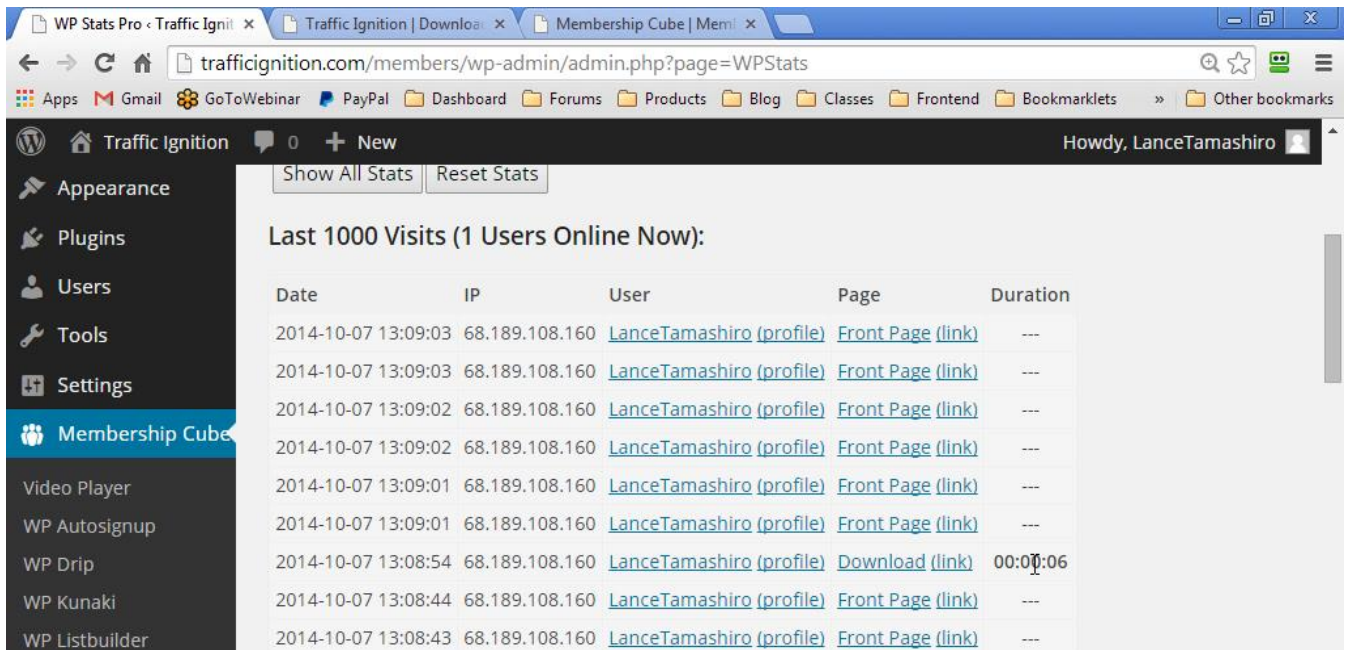 WP Stats Pro ‹ Traffic Ignit × Traffic Ignition | Downloa × Membership Cube | Mem ×
trafficignition.com/members/wp-admin/admin.php?page=WPStats
Apps Gmail GoToWebinar PayPal Dashboard Forums Products Blog Classes Frontend Bookmarklets » Other bookmarks
Traffic Ignition 0 + New Howdy, LanceTamashiro
Appearance
Plugins
Users
Tools
Settings
Membership Cube
Video Player
WP Autosignup
WP Drip
WP Kunaki
WP Listbuilder
Show All Stats Reset Stats
Last 1000 Visits (1 Users Online Now):
Date IP User Page Duration
2014-10-07 13:09:03 68.189.108.160 LanceTamashiro (profile) Front Page (link) ---
2014-10-07 13:09:03 68.189.108.160 LanceTamashiro (profile) Front Page (link) ---
2014-10-07 13:09:02 68.189.108.160 LanceTamashiro (profile) Front Page (link) ---
2014-10-07 13:09:02 68.189.108.160 LanceTamashiro (profile) Front Page (link) ---
2014-10-07 13:09:01 68.189.108.160 LanceTamashiro (profile) Front Page (link) ---
2014-10-07 13:09:01 68.189.108.160 LanceTamashiro (profile) Front Page (link) ---
2014-10-07 13:08:54 68.189.108.160 LanceTamashiro (profile) Download (link) 00:00:06
2014-10-07 13:08:44 68.189.108.160 LanceTamashiro (profile) Front Page (link) ---
2014-10-07 13:08:43 68.189.108.160 LanceTamashiro (profile) Front Page (link) ---